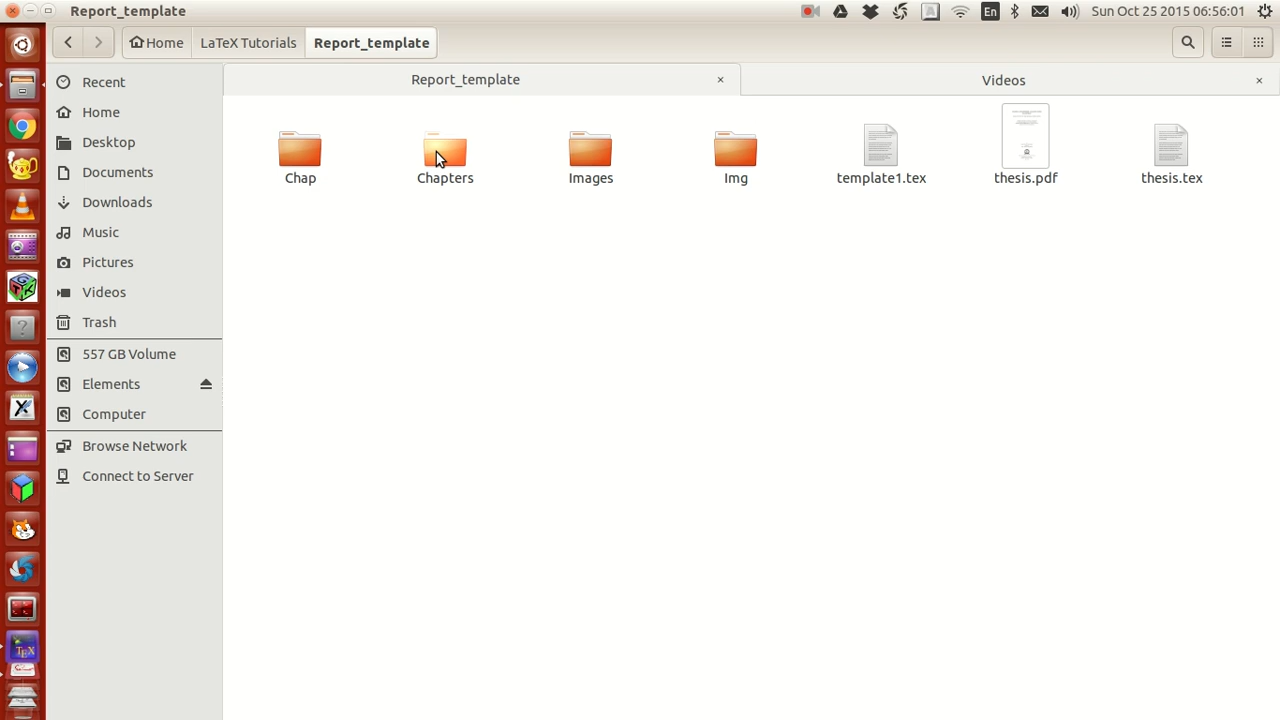 Report_template
En
Sun Oct 25 2015 06:56:01
Home
LaTeX Tutorials
Report_template
Recent
Home
Desktop
Documents
Downloads
Music
Pictures
Videos
Trash
557 GB Volume
Elements
Computer
Browse Network
Connect to Server
Report_template
Videos
Chap
Chapters
Images
Img
template1.tex
thesis.pdf
thesis.tex
TEX